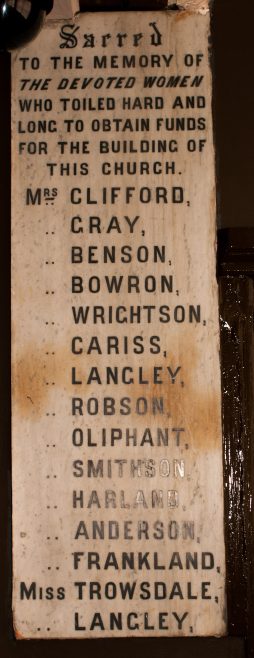 Sacred
TO THE MEMORY OF
THE DEVOTED WOMEN
WHO TOILED HARD AND
LONG TO OBTAIN FUNDS
FOR THE BUILDING OF
THIS CHURCH.
MRS CLIFFORD,
.. GRAY,
.. BENSON,
.. BOWRON,
.. WRIGHTSON,
.. CARISS,
.. LANGLEY,
.. ROBSON,
.. OLIPHANT,
.. SMITHSON,
.. HARLAND,
.. ANDERSON,
.. FRANKLAND,
MISS TROWSDALE,
.. LANGLEY,